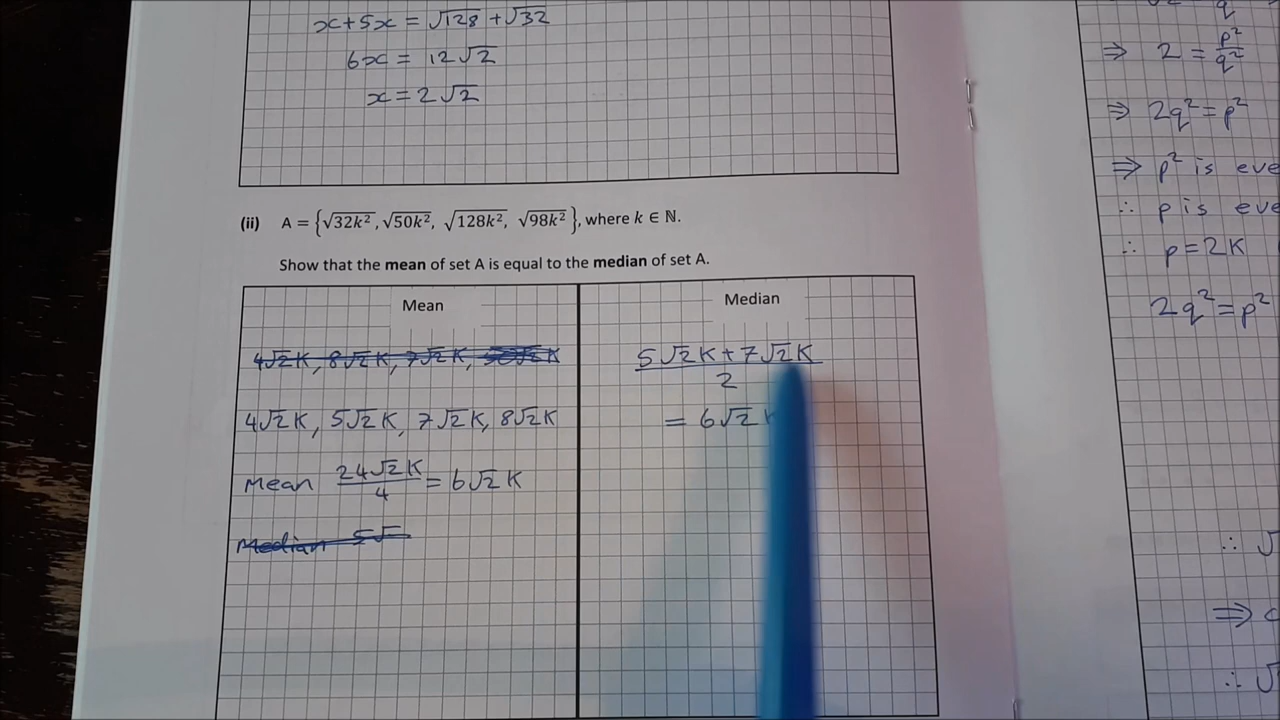 x+5x = √128 + √32
6x = 12√2
x = 2√2
(ii) A = {√32k², √50k², √128k², √98k²}, where k ∈ ℕ.
Show that the mean of set A is equal to the median of set A.
Mean
4√2K, 8√2K, 7√2K,
4√2K, 5√2K, 7√2K, 8√2K
Mean 24√2K/4 = 6√2K
Median 5√
Median
5√2K + 7√2K
2
= 6√2
q
⇒ 2 = p²/q²
⇒ 2q² = p²
⇒ p² is eve
∴ p is eve
∴ p = 2K
2q² = p²
∴ √
⇒
∴ √